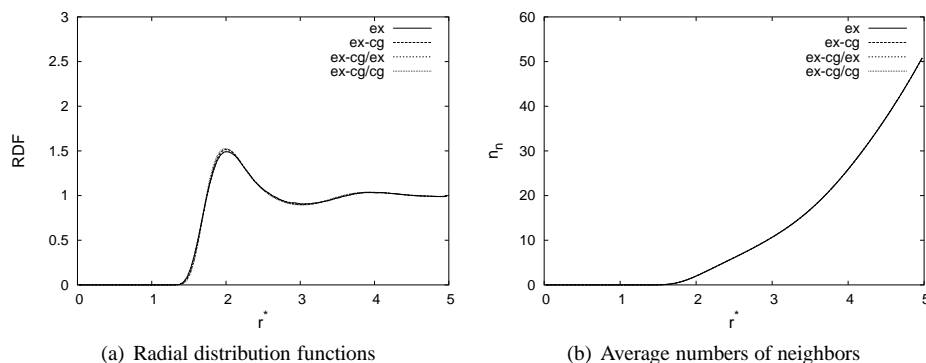 3
2.5
2
1.5
1
0.5
0
RDF
0 1 2 3 4 5
r*
ex
ex-cg
ex-cg/ex
ex-cg/cg
(a) Radial distribution functions
60
50
40
30
20
10
0
n_n
0 1 2 3 4 5
r*
ex
ex-cg
ex-cg/ex
ex-cg/cg
(b) Average numbers of neighbors